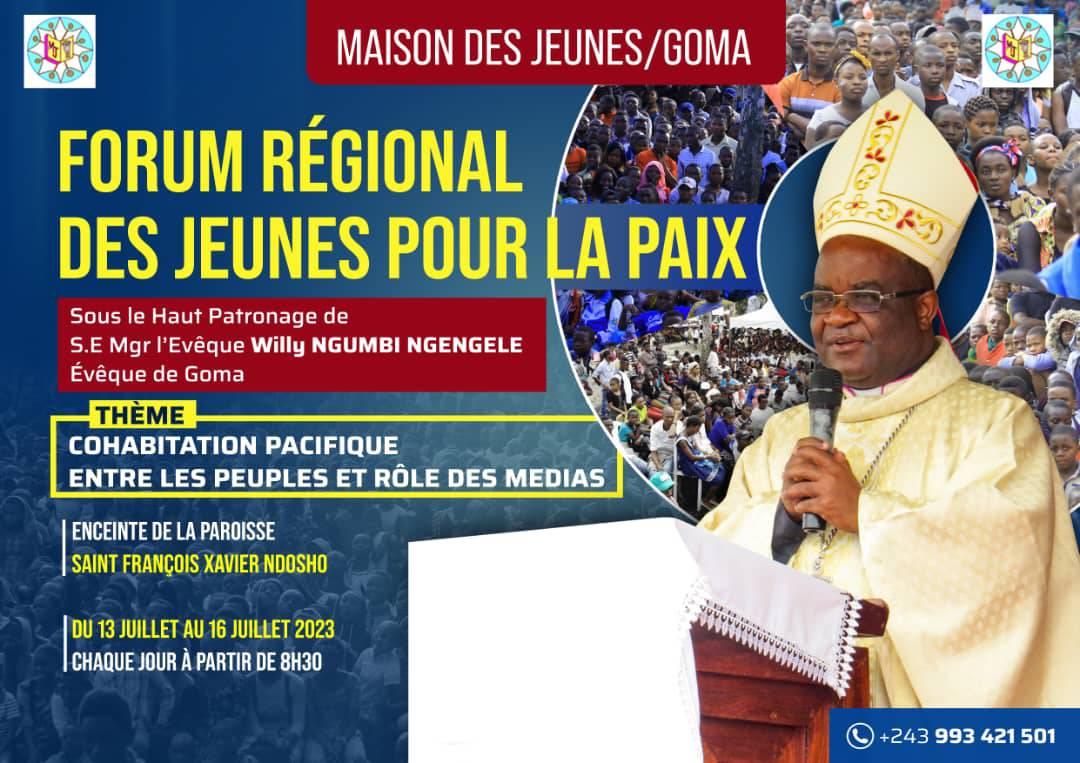 MAISON DES JEUNES/GOMA
FORUM RÉGIONAL
DES JEUNES POUR LA PAIX
Sous le Haut Patronage de
S.E Mgr l'Evêque Willy NGUMBI NGENGELE
Évêque de Goma
THÈME
COHABITATION PACIFIQUE
ENTRE LES PEUPLES ET RÔLE DES MEDIAS
ENCEINTE DE LA PAROISSE
SAINT FRANÇOIS XAVIER NDOSHO
DU 13 JUILLET AU 16 JUILLET 2023
CHAQUE JOUR À PARTIR DE 8H30
+243 993 421 501